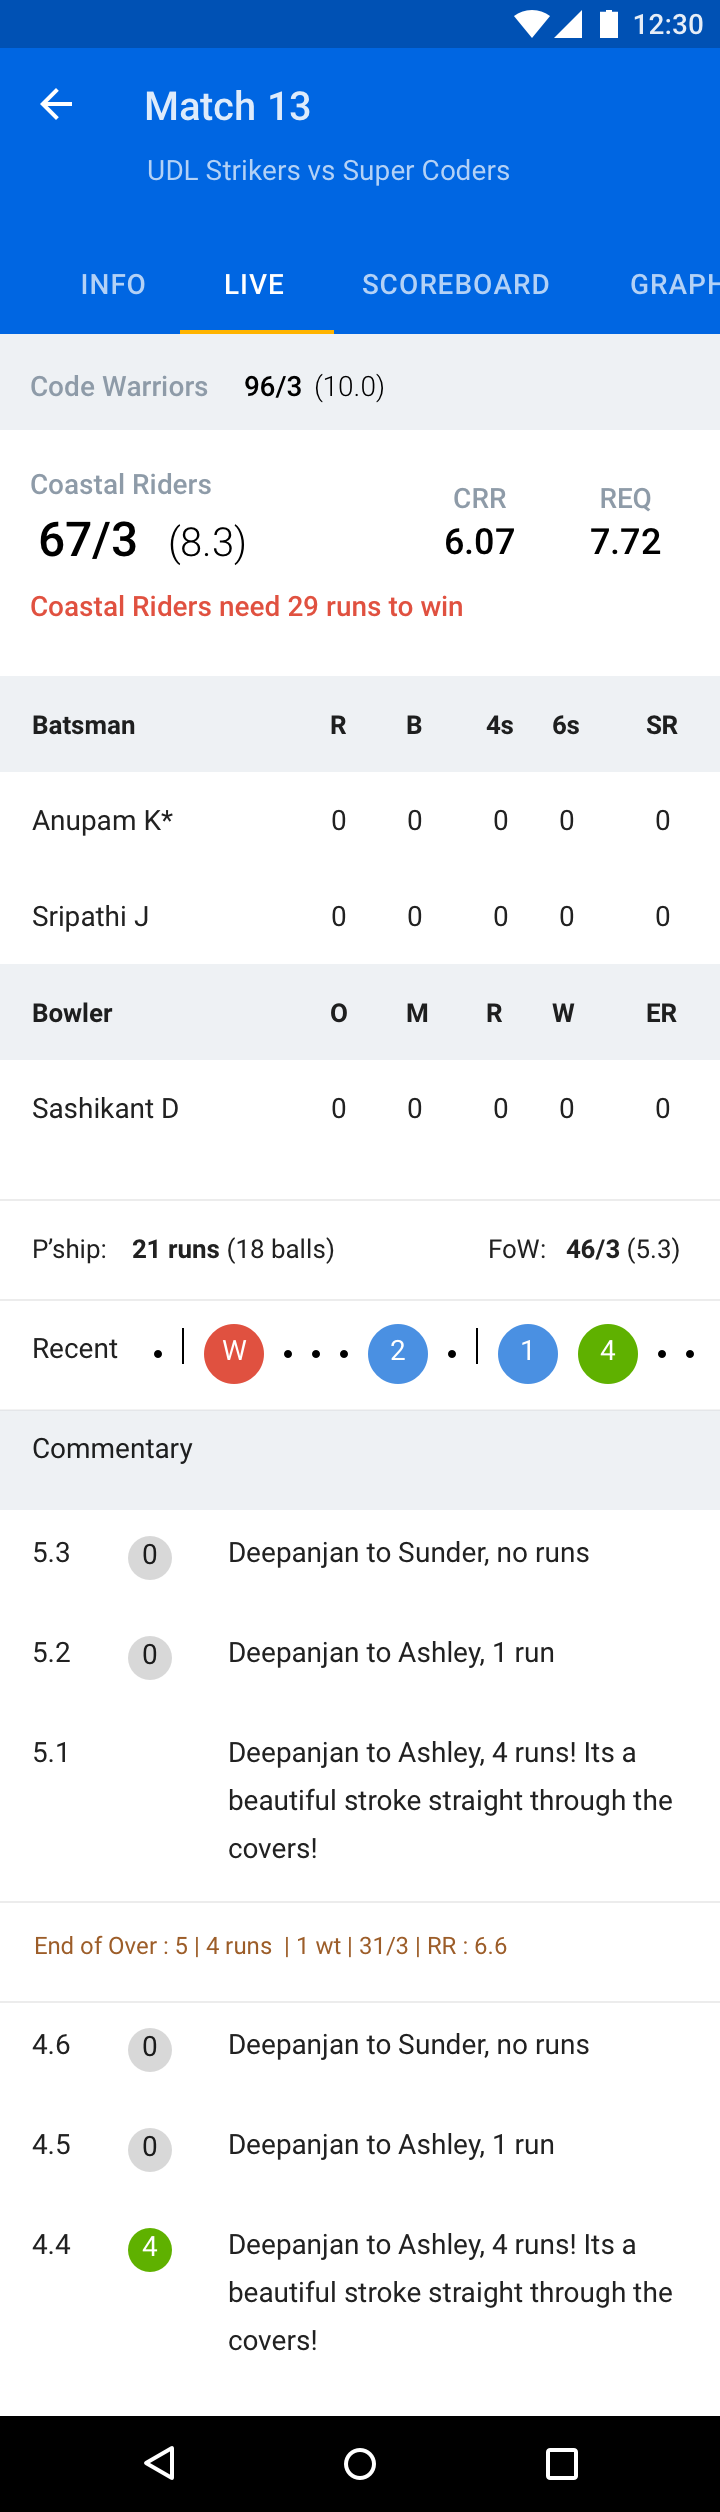 12:30
Match 13
UDL Strikers vs Super Coders
INFO LIVE SCOREBOARD GRAPH
Code Warriors 96/3 (10.0)
Coastal Riders
CRR REQ
67/3 (8.3) 6.07 7.72
Coastal Riders need 29 runs to win
Batsman R B 4s 6s SR
Anupam K* 0 0 0 0 0
Sripathi J 0 0 0 0 0
Bowler O M R W ER
Sashikant D 0 0 0 0 0
P’ship: 21 runs (18 balls) FoW: 46/3 (5.3)
Recent . | W . . . 2 . | 1 4 . .
Commentary
5.3 0 Deepanjan to Sunder, no runs
5.2 0 Deepanjan to Ashley, 1 run
5.1 Deepanjan to Ashley, 4 runs! Its a
beautiful stroke straight through the
covers!
End of Over : 5 | 4 runs | 1 wt | 31/3 | RR : 6.6
4.6 0 Deepanjan to Sunder, no runs
4.5 0 Deepanjan to Ashley, 1 run
4.4 4 Deepanjan to Ashley, 4 runs! Its a
beautiful stroke straight through the
covers!